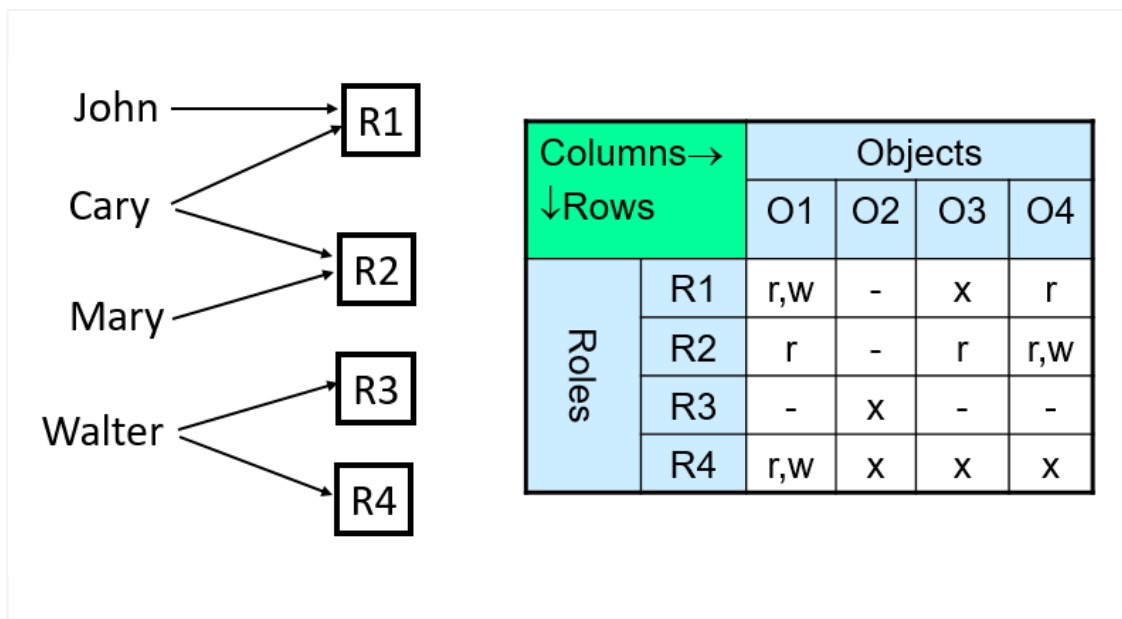 John
Cary
Mary
Walter
R1
R2
R3
R4
Columns→ Objects
↓Rows O1 O2 O3 O4
Roles
R1 r,w - x r
R2 r - r r,w
R3 - x - -
R4 r,w x x x